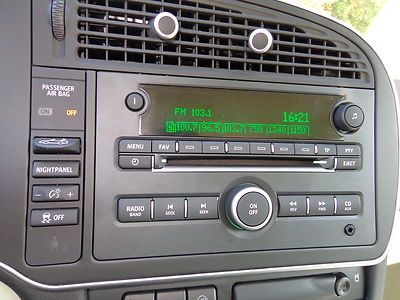 PASSENGER
AIR BAG
ON OFF
NIGHTPANEL
- +
OFF
FM 103.1 16:21
100.7 96.5 103.7 750 1340 1150
MENU FAV TP PTY
EJECT
RADIO
BAND
SEEK SEEK
ON
OFF
REV FWD
CD
AUX